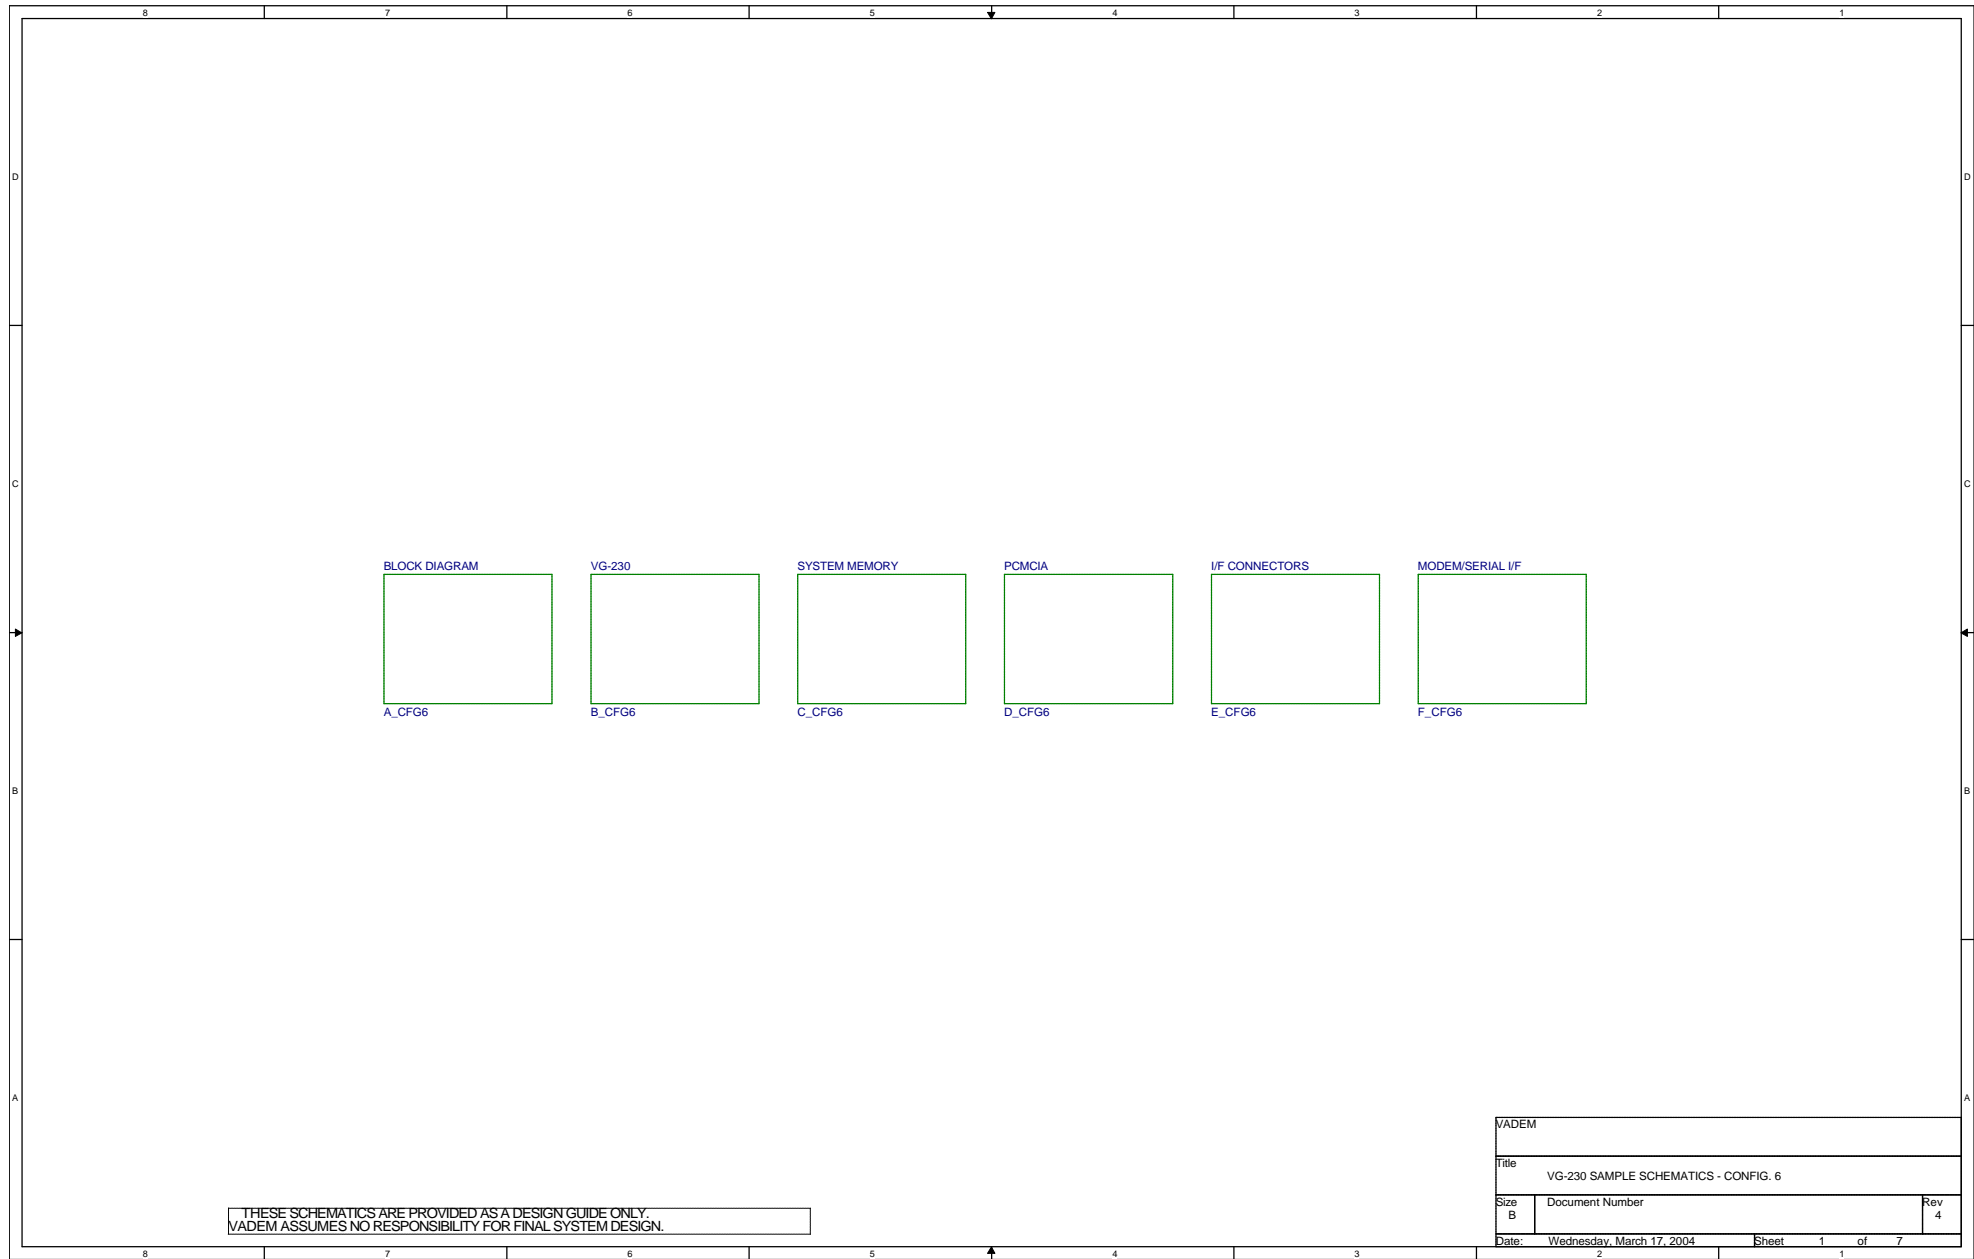 8 7 6 5 4 3 2 1
D D
C C
BLOCK DIAGRAM VG-230 SYSTEM MEMORY PCMCIA I/F CONNECTORS MODEM/SERIAL I/F
A_CFG6 B_CFG6 C_CFG6 D_CFG6 E_CFG6 F_CFG6
B B
A A
VADEM
Title
VG-230 SAMPLE SCHEMATICS - CONFIG. 6
Size Document Number Rev
B 4
Date: Wednesday, March 17, 2004 Sheet 1 of 7
THESE SCHEMATICS ARE PROVIDED AS A DESIGN GUIDE ONLY.
VADEM ASSUMES NO RESPONSIBILITY FOR FINAL SYSTEM DESIGN.
8 7 6 5 4 3 2 1